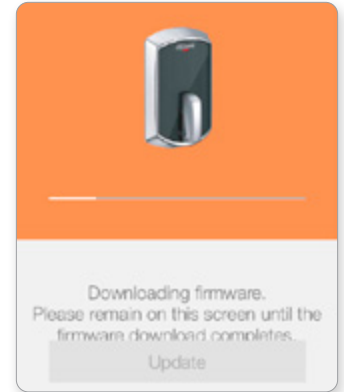 Downloading firmware.
Please remain on this screen until the
firmware download completes.
Update